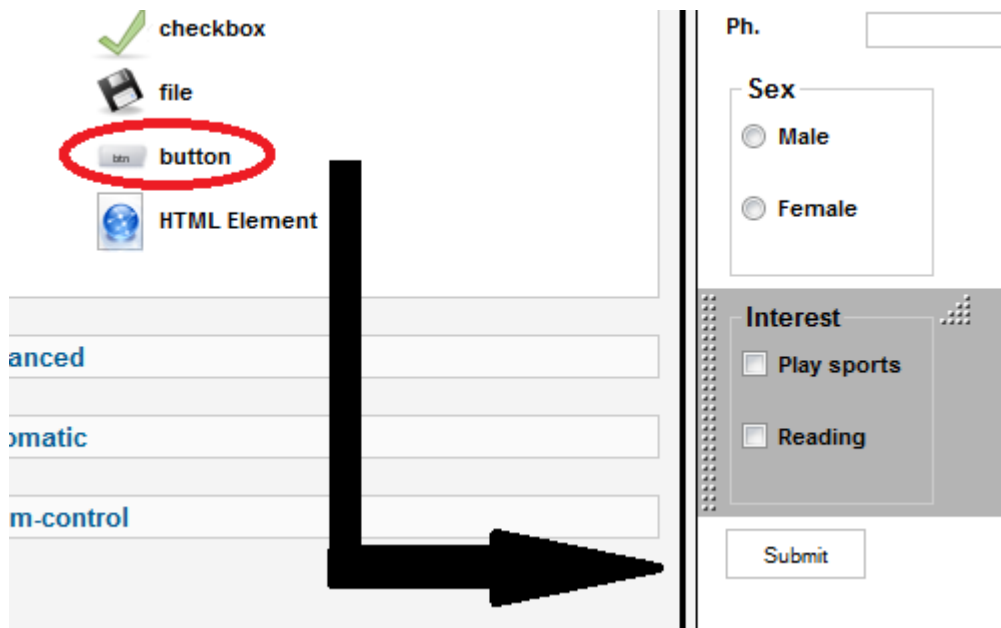 checkbox
file
btn button
HTML Element
anced
omatic
m-control
Ph.
Sex
Male
Female
Interest
Play sports
Reading
Submit